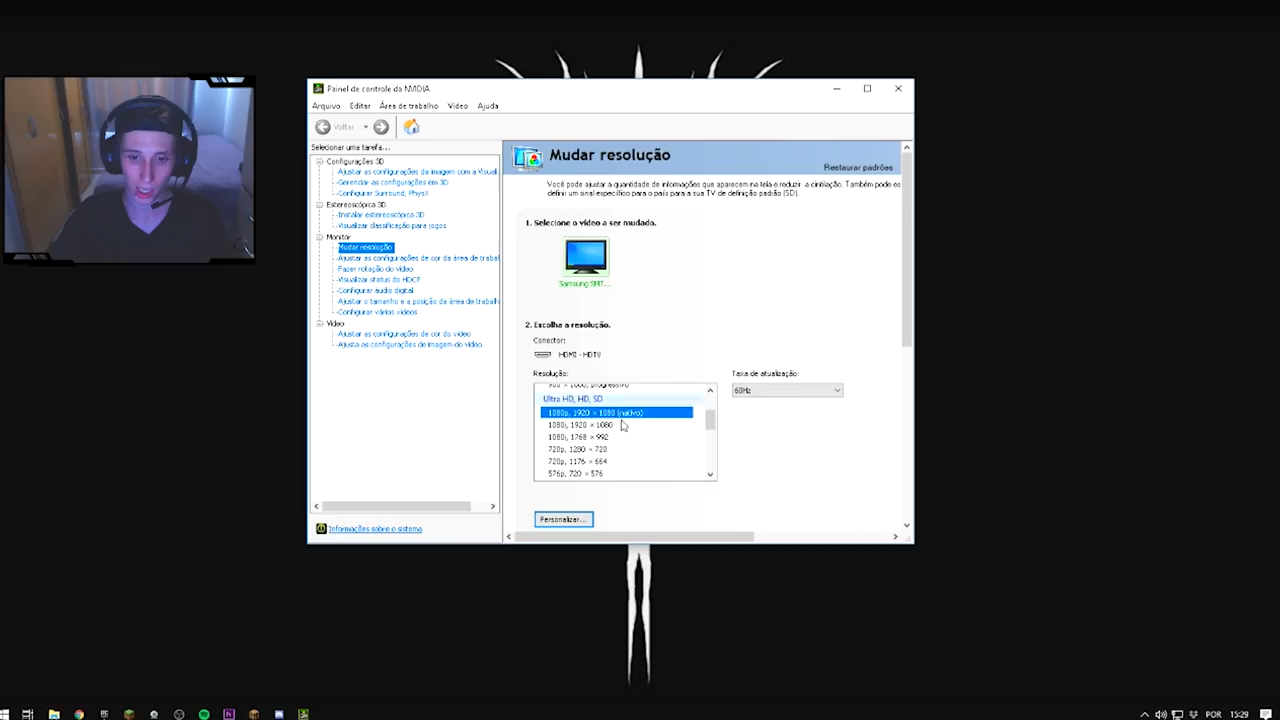 Painel de controle da NVIDIA
Arquivo Editar Área de trabalho Vídeo Ajuda
Voltar
Selecionar uma tarefa...
Configurações 3D
Ajustar as configurações da imagem com a Visual
Gerenciar as configurações em 3D
Configurar Surround, PhysX
Estereoscópica 3D
Instalar estereoscópica 3D
Visualizar classificação para jogos
Monitor
Mudar resolução
Ajustar as configurações de cor da área de trabal
Fazer rotação do vídeo
Visualizar status do HDCP
Configurar áudio digital
Ajustar o tamanho e a posição da área de trabalh
Configurar vários vídeos
Vídeo
Ajustar as configurações de cor do vídeo
Ajusta as configurações de imagem do vídeo
Informações sobre o sistema
Mudar resolução
Restaurar padrões
Você pode ajustar a quantidade de informações que aparecem na tela e reduzir a cintilação. Também pode es
definir um sinal específico para o país para a sua TV de definição padrão (SD)
1. Selecione o vídeo a ser mudado.
Samsung SMT...
2. Escolha a resolução.
Conector:
HDMI - HDTV
Resolução:
Taxa de atualização:
60Hz
Ultra HD, HD, SD
1080p, 1920 × 1080 (nativo)
1080i, 1920 × 1080
1080i, 1768 × 992
720p, 1280 × 720
720p, 1176 × 664
576p, 720 × 576
Personalizar...
POR 15:29